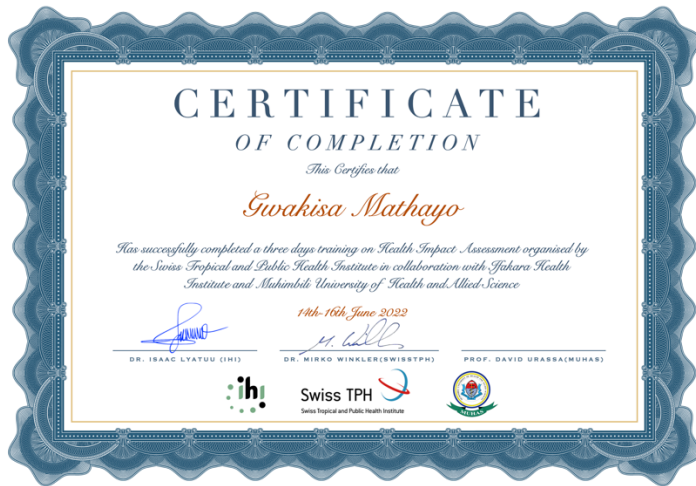 CERTIFICATE
OF COMPLETION
This Certifies that
Gwakisa Mathayo
Has successfully completed a three days training on Health Impact Assessment organised by
the Swiss Tropical and Public Health Institute in collaboration with Ifakara Health
Institute and Muhimbili University of Health and Allied Science
14th-16th June 2022
DR. ISAAC LYATUU (IHI)
DR. MIRKO WINKLER(SWISSTPH)
PROF. DAVID URASSA(MUHAS)
ihi
Swiss TPH
Swiss Tropical and Public Health Institute
MUHAS